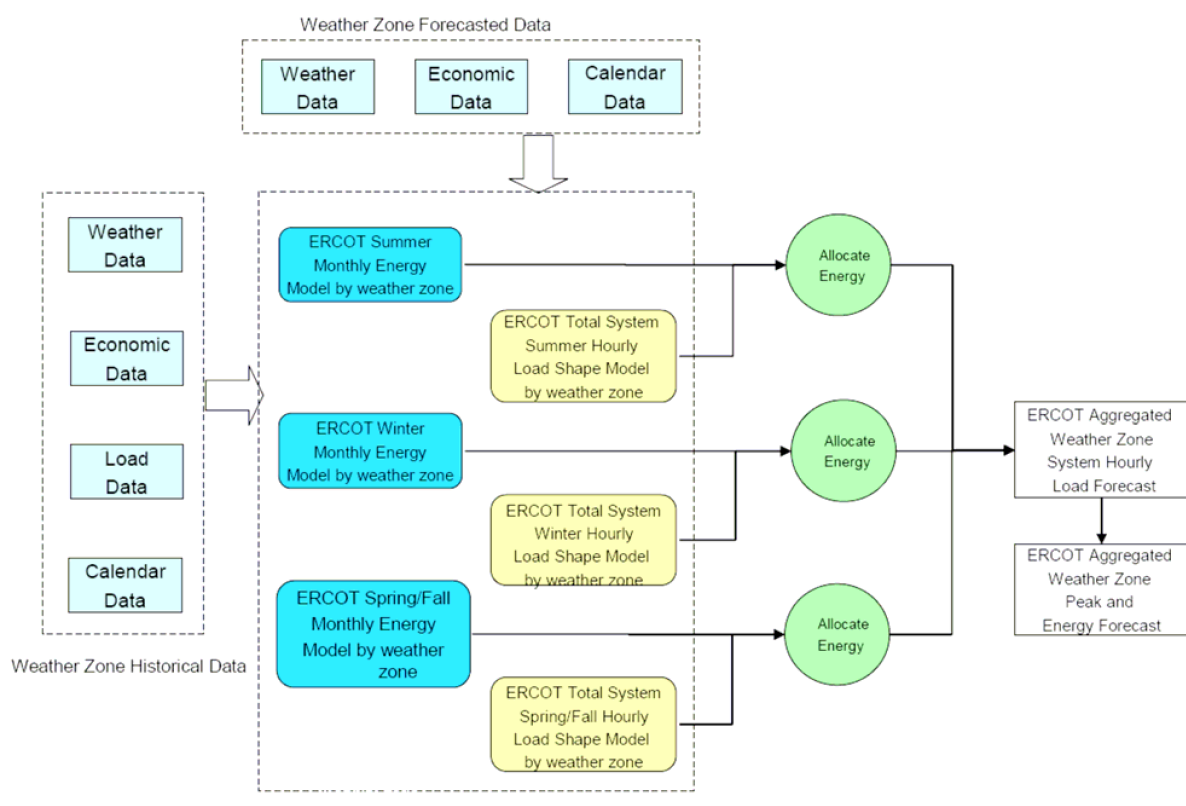 Weather Zone Forecasted Data
Weather
Data
Economic
Data
Calendar
Data
Weather
Data
Economic
Data
Load
Data
Calendar
Data
Weather Zone Historical Data
ERCOT Summer
Monthly Energy
Model by weather zone
ERCOT Total System
Summer Hourly
Load Shape Model
by weather zone
ERCOT Winter
Monthly Energy
Model by weather zone
ERCOT Total System
Winter Hourly
Load Shape Model
by weather zone
ERCOT Spring/Fall
Monthly Energy
Model by weather
zone
ERCOT Total System
Spring/Fall Hourly
Load Shape Model
by weather zone
Allocate
Energy
Allocate
Energy
Allocate
Energy
ERCOT Aggregated
Weather Zone
System Hourly
Load Forecast
ERCOT Aggregated
Weather Zone
Peak and
Energy Forecast